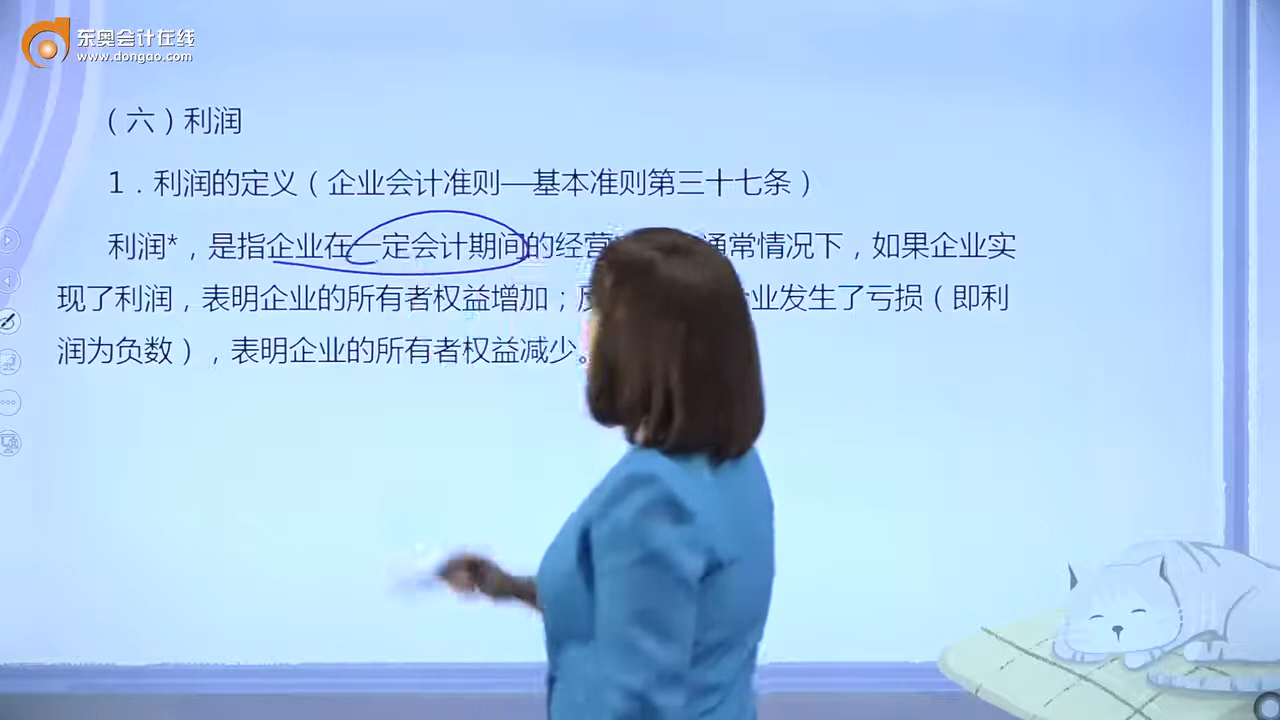 东奥会计在线
www.dongao.com
（六）利润
1．利润的定义（企业会计准则—基本准则第三十七条）
利润*，是指企业在一定会计期间的经营 通常情况下，如果企业实
现了利润，表明企业的所有者权益增加； 业发生了亏损（即利
润为负数），表明企业的所有者权益减少。